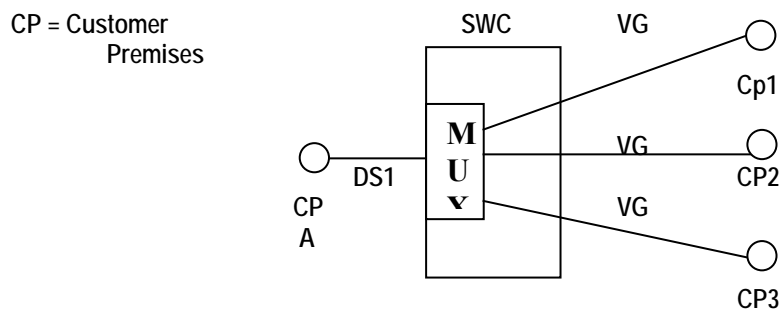 CP = Customer
Premises
SWC
VG
Cp1
M
U
X
VG
CP2
DS1
CP
A
VG
CP3